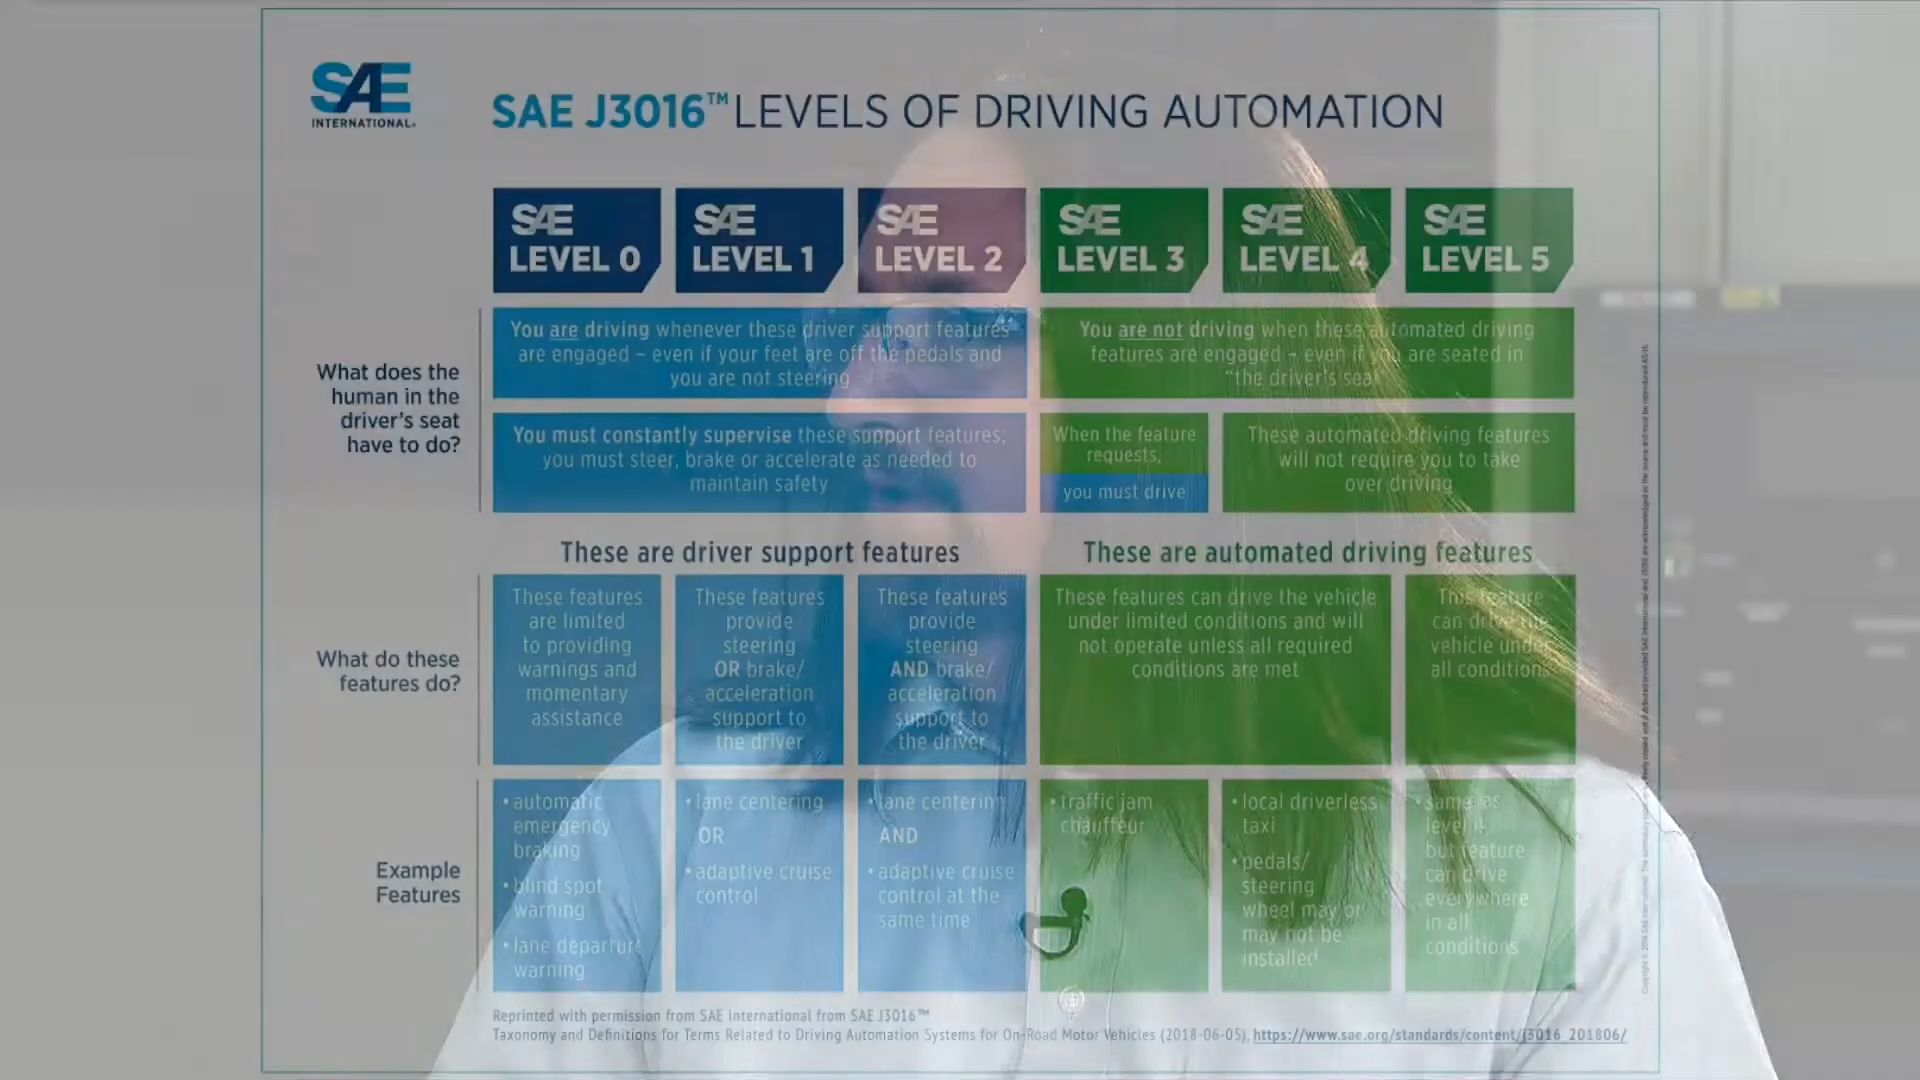 SAE
INTERNATIONAL®
SAE J3016™ LEVELS OF DRIVING AUTOMATION
SAE
LEVEL 0
SAE
LEVEL 1
SAE
LEVEL 2
SAE
LEVEL 3
SAE
LEVEL 4
SAE
LEVEL 5
What does the
human in the
driver's seat
have to do?
You are driving whenever these driver support features
are engaged – even if your feet are off the pedals and
you are not steering
You are not driving when these automated driving
features are engaged – even if you are seated in
"the driver's seat"
You must constantly supervise these support features;
you must steer, brake or accelerate as needed to
maintain safety
When the feature
requests,
you must drive
These automated driving features
will not require you to take
over driving
These are driver support features
These are automated driving features
What do these
features do?
These features
are limited
to providing
warnings and
momentary
assistance
These features
provide
steering
OR brake/
acceleration
support to
the driver
These features
provide
steering
AND brake/
acceleration
support to
the driver
These features can drive the vehicle
under limited conditions and will
not operate unless all required
conditions are met
This feature
can drive the
vehicle under
all conditions
Example
Features
• automatic
emergency
braking
• blind spot
warning
• lane departure
warning
• lane centering
OR
• adaptive cruise
control
• lane centering
AND
• adaptive cruise
control at the
same time
• traffic jam
chauffeur
• local driverless
taxi
• pedals/
steering
wheel may or
may not be
installed
• same as
level 4,
but feature
can drive
everywhere
in all
conditions
Reprinted with permission from SAE International from SAE J3016™
Taxonomy and Definitions for Terms Related to Driving Automation Systems for On-Road Motor Vehicles (2018-06-05), https://www.sae.org/standards/content/j3016_201806/